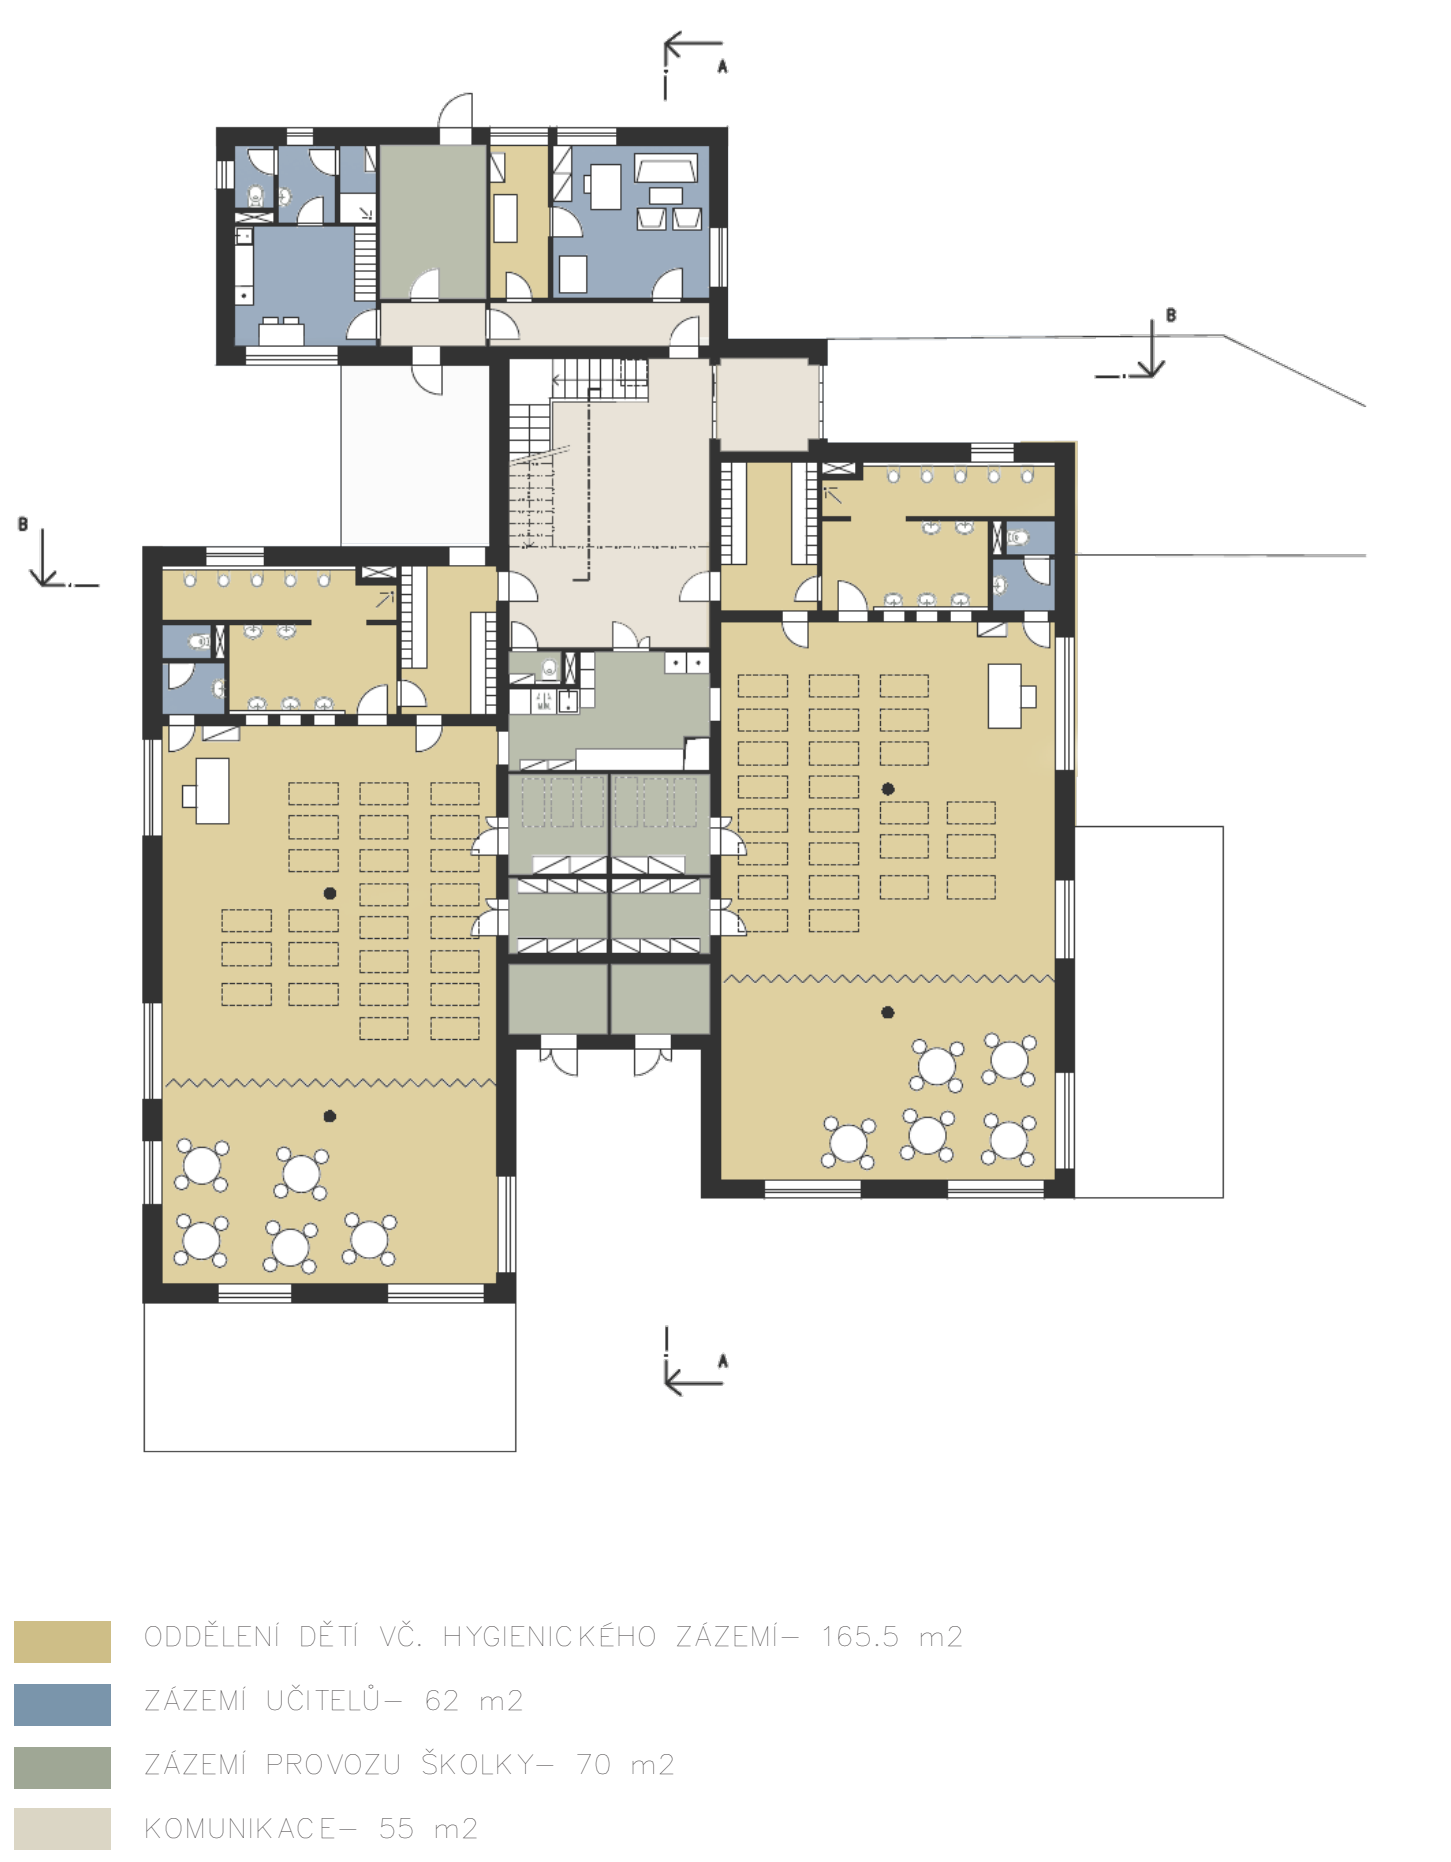 A
B
B
MN.
A
ODDĚLENÍ DĚTÍ VČ. HYGIENICKÉHO ZÁZEMÍ– 165.5 m2
ZÁZEMÍ UČITELŮ– 62 m2
ZÁZEMÍ PROVOZU ŠKOLKY– 70 m2
KOMUNIKACE– 55 m2